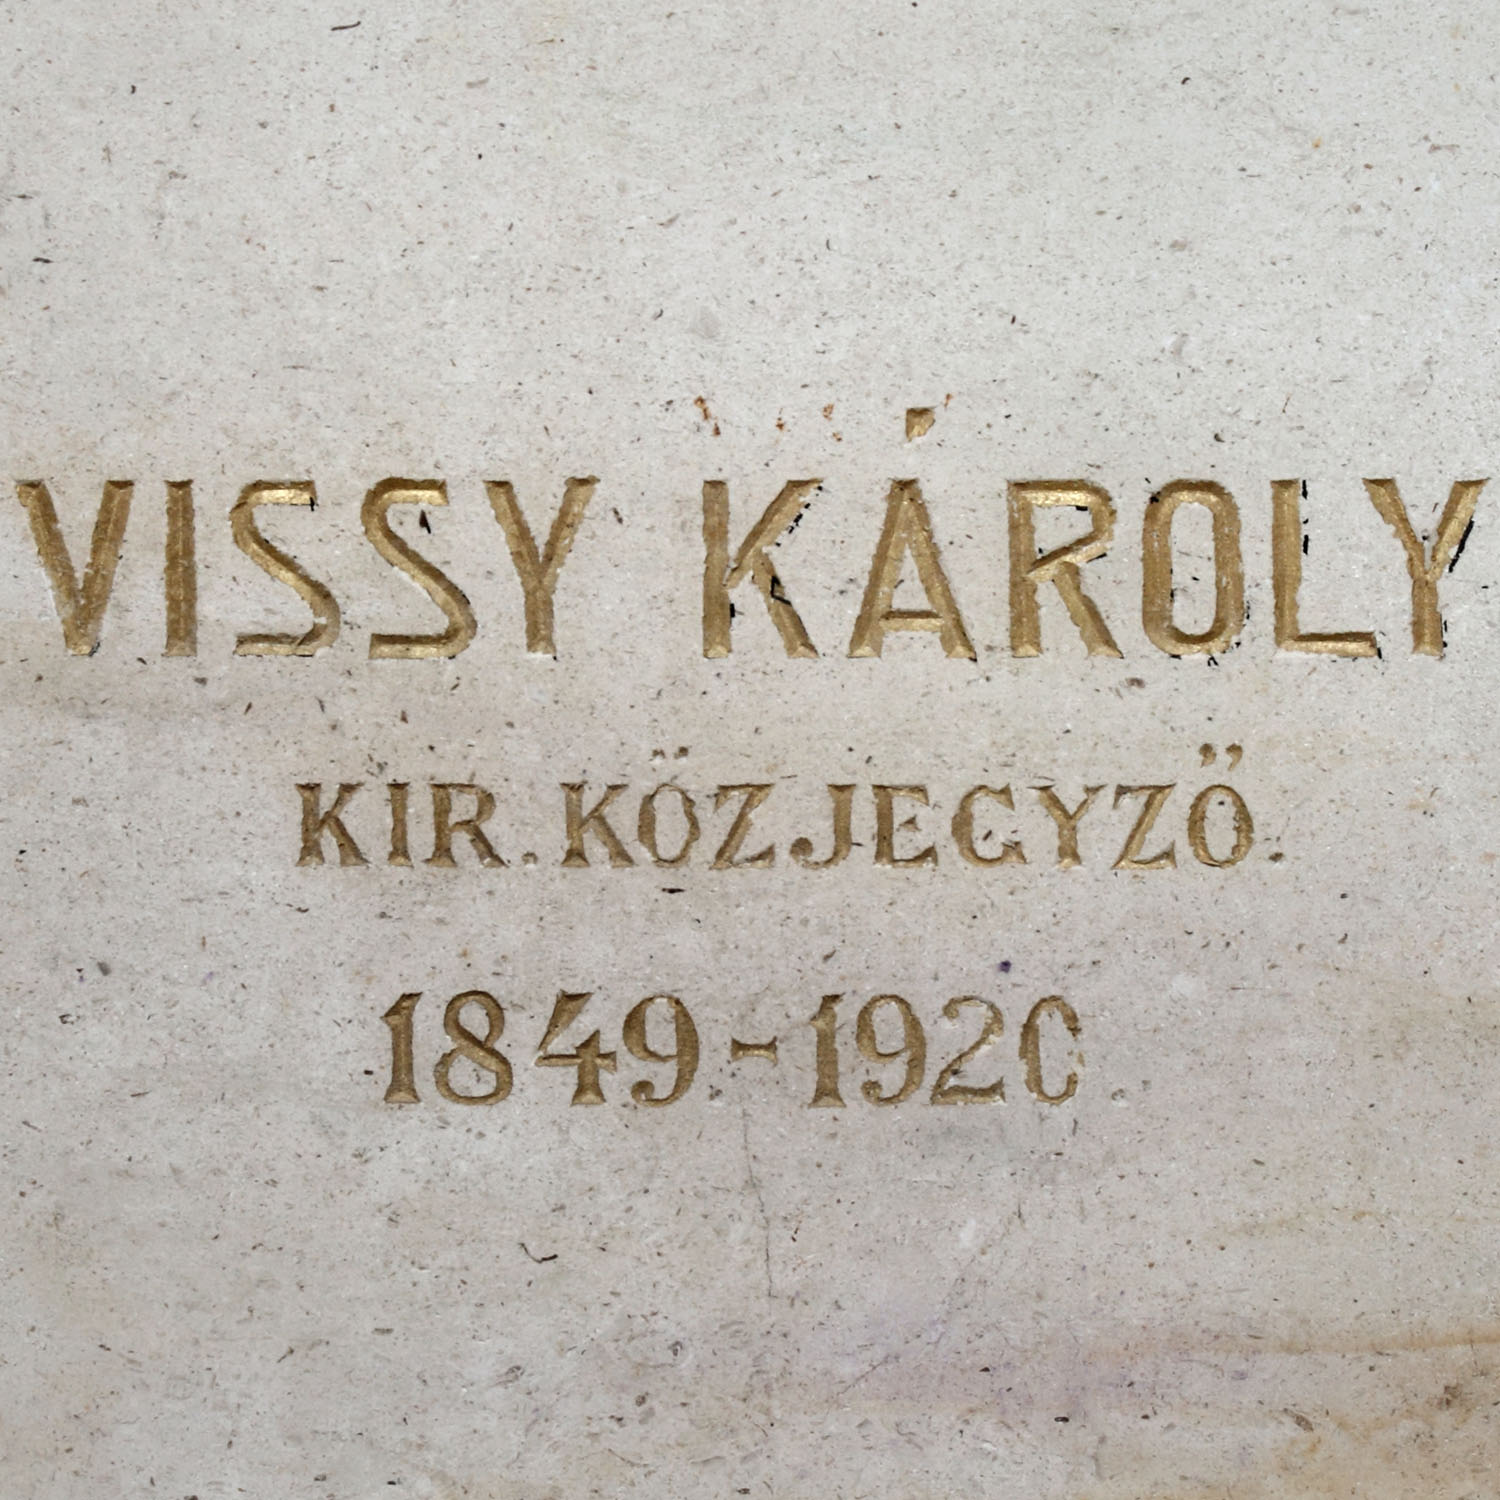 VISSY KÁROLY
KIR. KÖZJEGYZŐ.
1849-1920